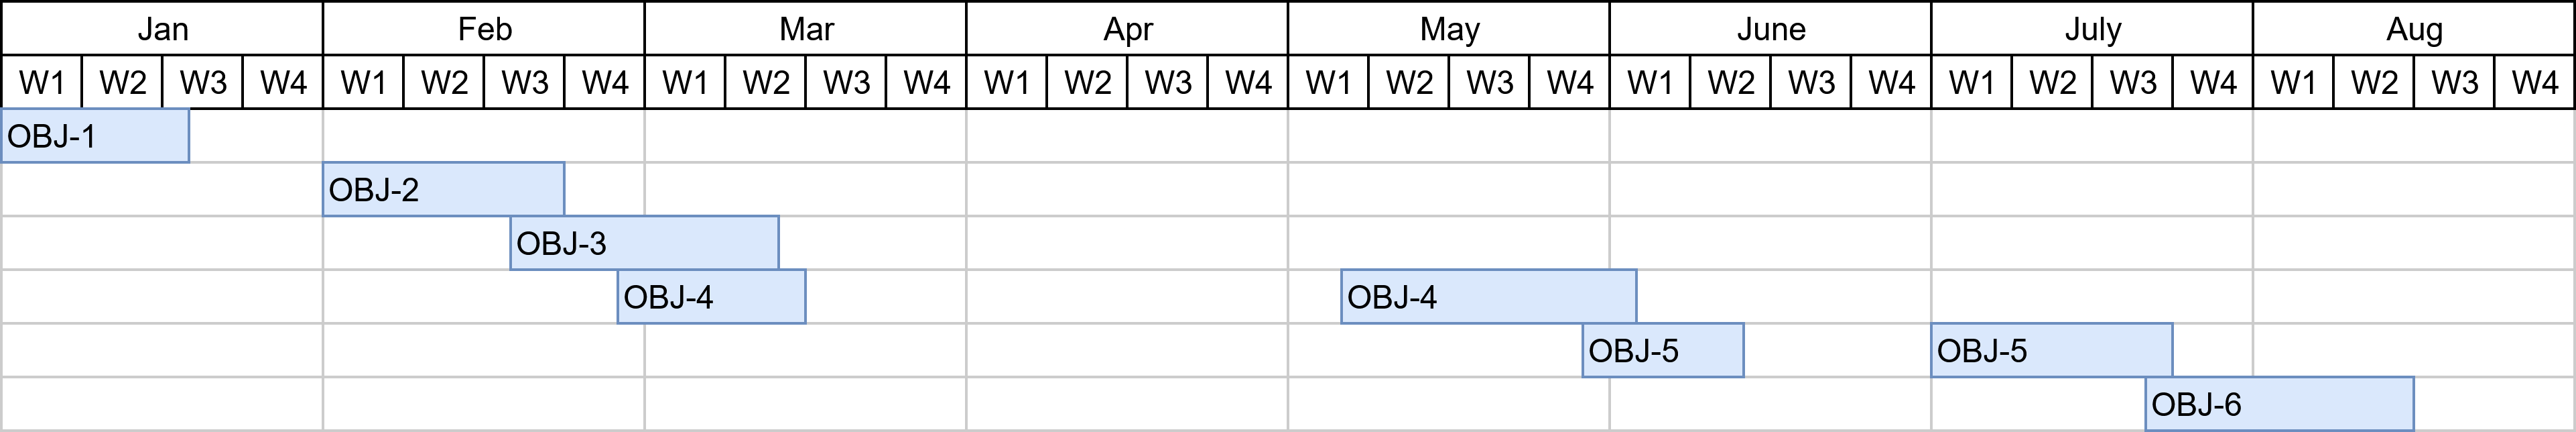 Jan Feb Mar Apr May June July Aug
W1 W2 W3 W4 W1 W2 W3 W4 W1 W2 W3 W4 W1 W2 W3 W4 W1 W2 W3 W4 W1 W2 W3 W4 W1 W2 W3 W4 W1 W2 W3 W4
OBJ-1
OBJ-2
OBJ-3
OBJ-4 OBJ-4
OBJ-5 OBJ-5
OBJ-6